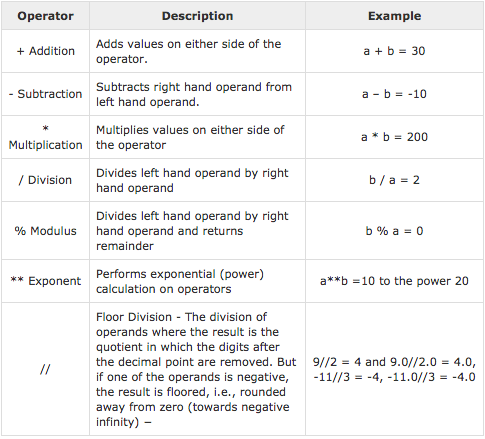 Operator Description Example
+ Addition
Adds values on either side of the
operator.
a + b = 30
- Subtraction
Subtracts right hand operand from
left hand operand.
a – b = -10
*
Multiplication
Multiplies values on either side of
the operator
a * b = 200
/ Division
Divides left hand operand by right
hand operand
b / a = 2
% Modulus
Divides left hand operand by right
hand operand and returns
remainder
b % a = 0
** Exponent
Performs exponential (power)
calculation on operators
a**b =10 to the power 20
//
Floor Division - The division of
operands where the result is the
quotient in which the digits after
the decimal point are removed. But
if one of the operands is negative,
the result is floored, i.e., rounded
away from zero (towards negative
infinity) −
9//2 = 4 and 9.0//2.0 = 4.0,
-11//3 = -4, -11.0//3 = -4.0